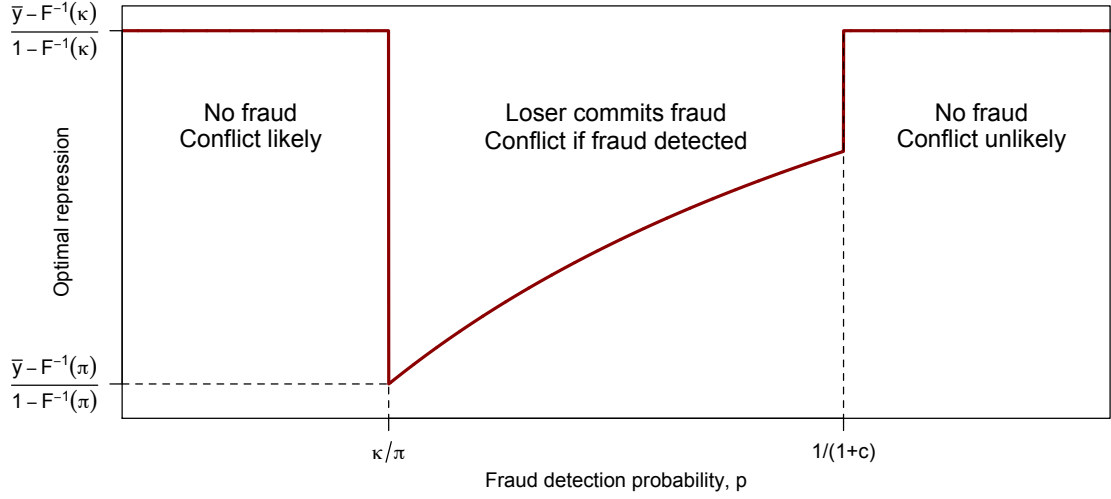 y̅ – F⁻¹(κ)
1 – F⁻¹(κ)
No fraud
Conflict likely
Loser commits fraud
Conflict if fraud detected
No fraud
Conflict unlikely
Optimal repression
y̅ – F⁻¹(π)
1 – F⁻¹(π)
κ/π
1/(1+c)
Fraud detection probability, p